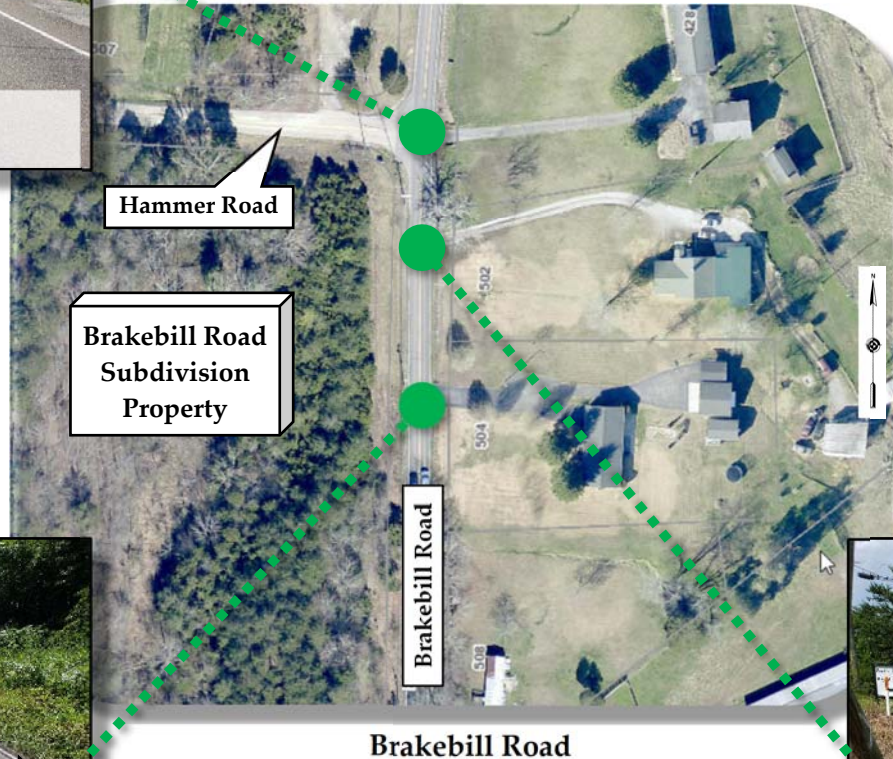 507
428
Hammer Road
502
N
Brakebill Road
Subdivision
Property
504
Brakebill Road
508
Brakebill Road